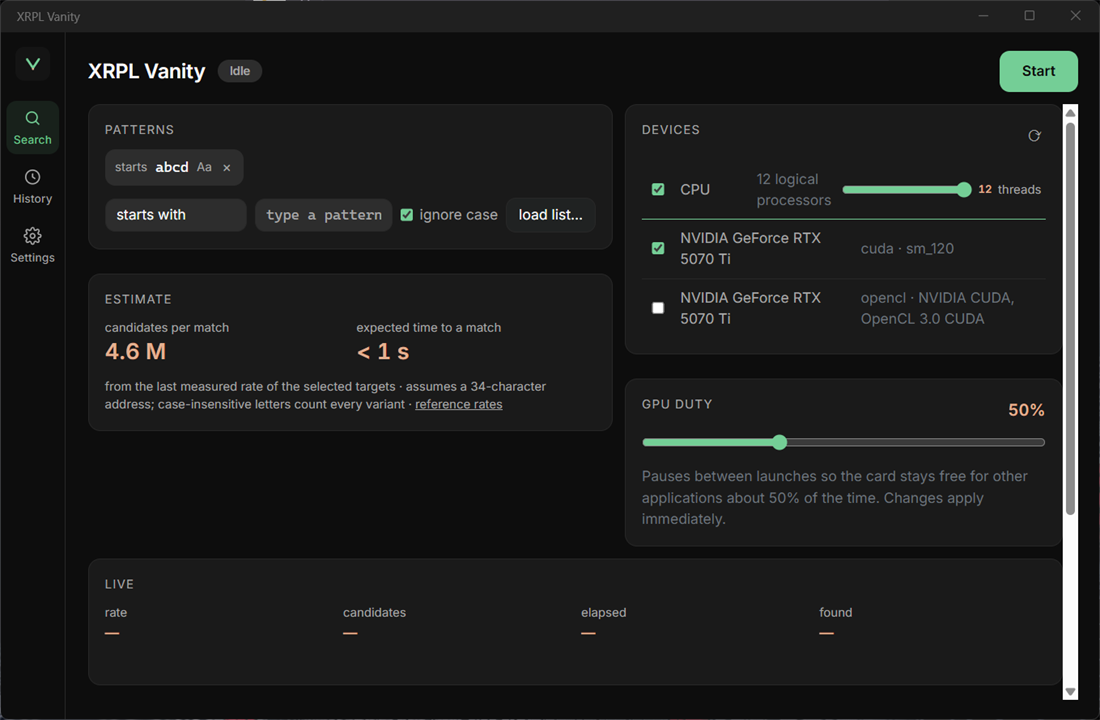 XRPL Vanity
XRPL Vanity
Idle
Start
Search
History
Settings
PATTERNS
starts abcd Aa ×
starts with
type a pattern
ignore case
load list...
ESTIMATE
candidates per match
4.6 M
expected time to a match
< 1 s
from the last measured rate of the selected targets · assumes a 34-character
address; case-insensitive letters count every variant · reference rates
DEVICES
CPU
12 logical
processors
12 threads
NVIDIA GeForce RTX
5070 Ti
cuda · sm_120
NVIDIA GeForce RTX
5070 Ti
opencl · NVIDIA CUDA,
OpenCL 3.0 CUDA
GPU DUTY
50%
Pauses between launches so the card stays free for other
applications about 50% of the time. Changes apply
immediately.
LIVE
rate
—
candidates
—
elapsed
—
found
—